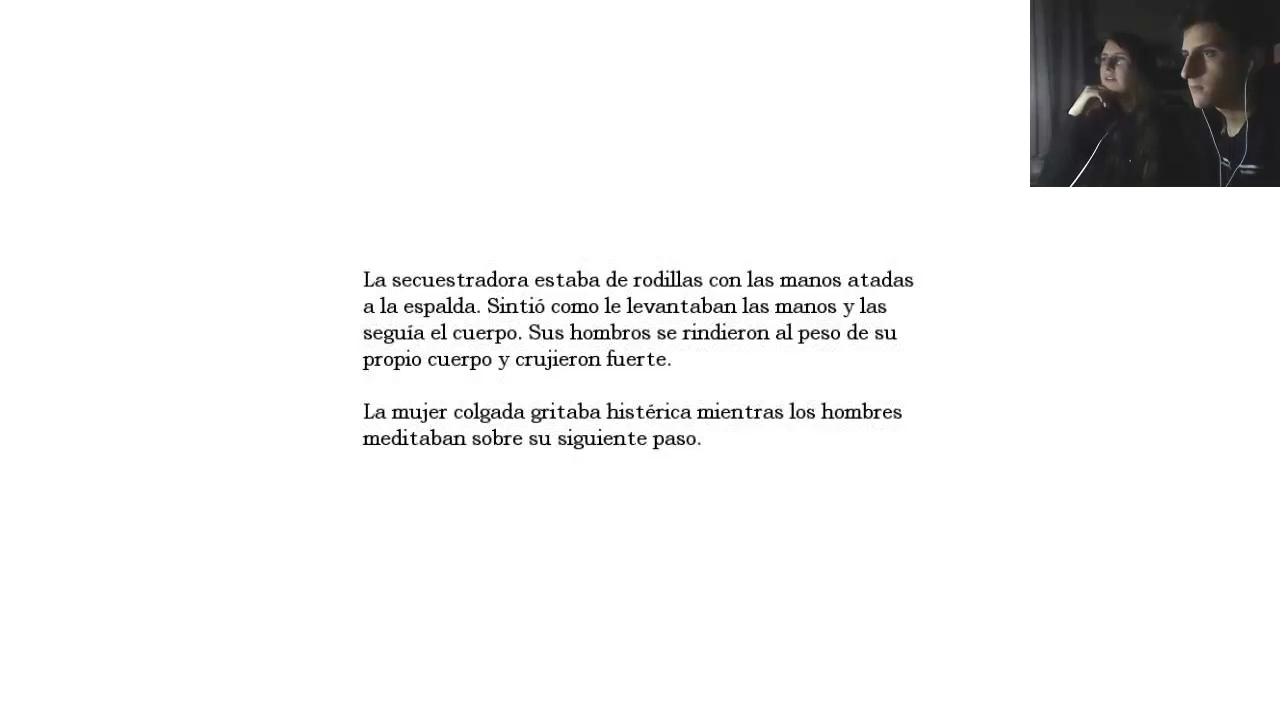 La secuestradora estaba de rodillas con las manos atadas
a la espalda. Sintió como le levantaban las manos y las
seguía el cuerpo. Sus hombros se rindieron al peso de su
propio cuerpo y crujieron fuerte.
La mujer colgada gritaba histérica mientras los hombres
meditaban sobre su siguiente paso.